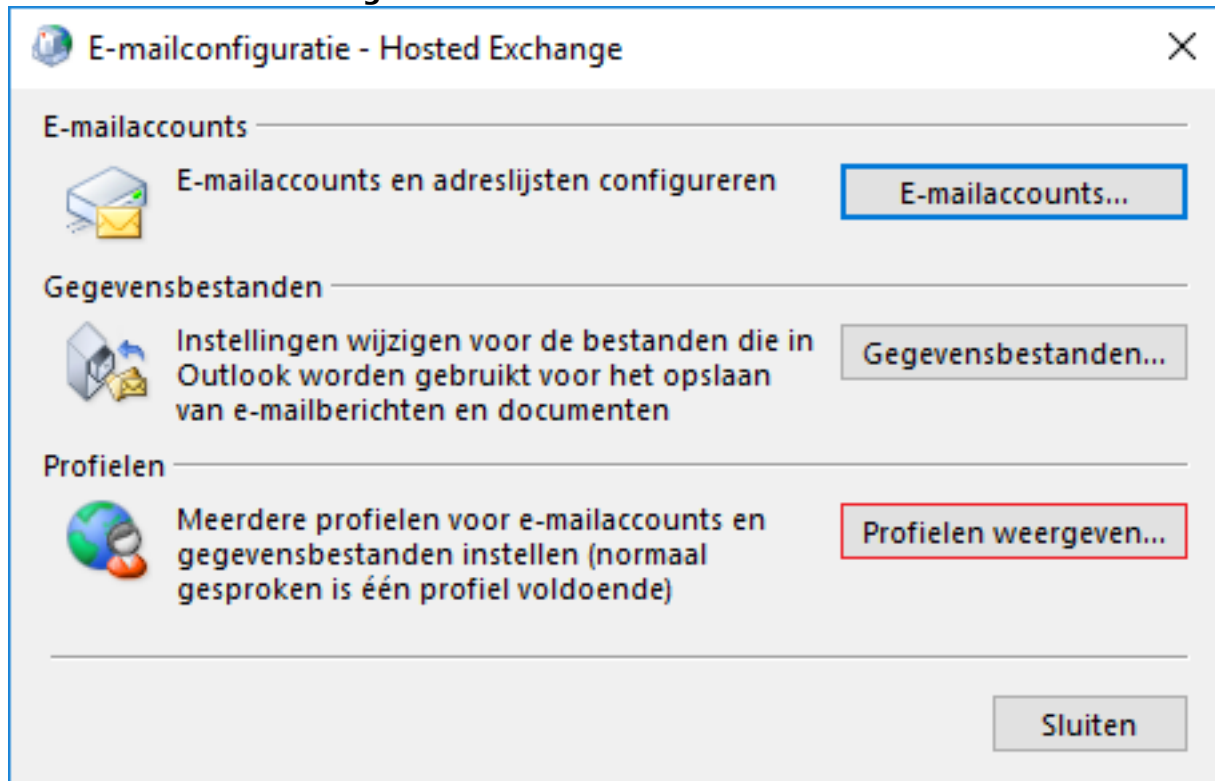 E-mailconfiguratie - Hosted Exchange
E-mailaccounts
E-mailaccounts en adreslijsten configureren
E-mailaccounts...
Gegevensbestanden
Instellingen wijzigen voor de bestanden die in
Outlook worden gebruikt voor het opslaan
van e-mailberichten en documenten
Gegevensbestanden...
Profielen
Meerdere profielen voor e-mailaccounts en
gegevensbestanden instellen (normaal
gesproken is één profiel voldoende)
Profielen weergeven...
Sluiten